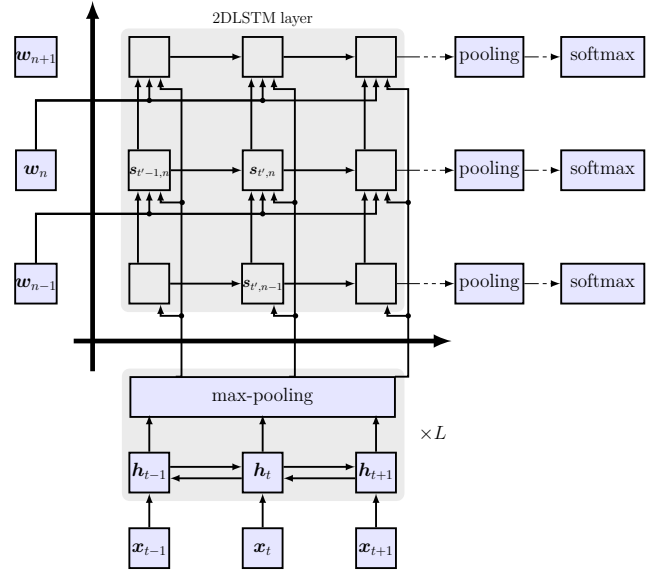 2DLSTM layer
w_{n+1} pooling softmax
w_n s_{t'-1,n} s_{t',n} pooling softmax
w_{n-1} s_{t',n-1} pooling softmax
max-pooling
×L
h_{t-1} h_t h_{t+1}
x_{t-1} x_t x_{t+1}